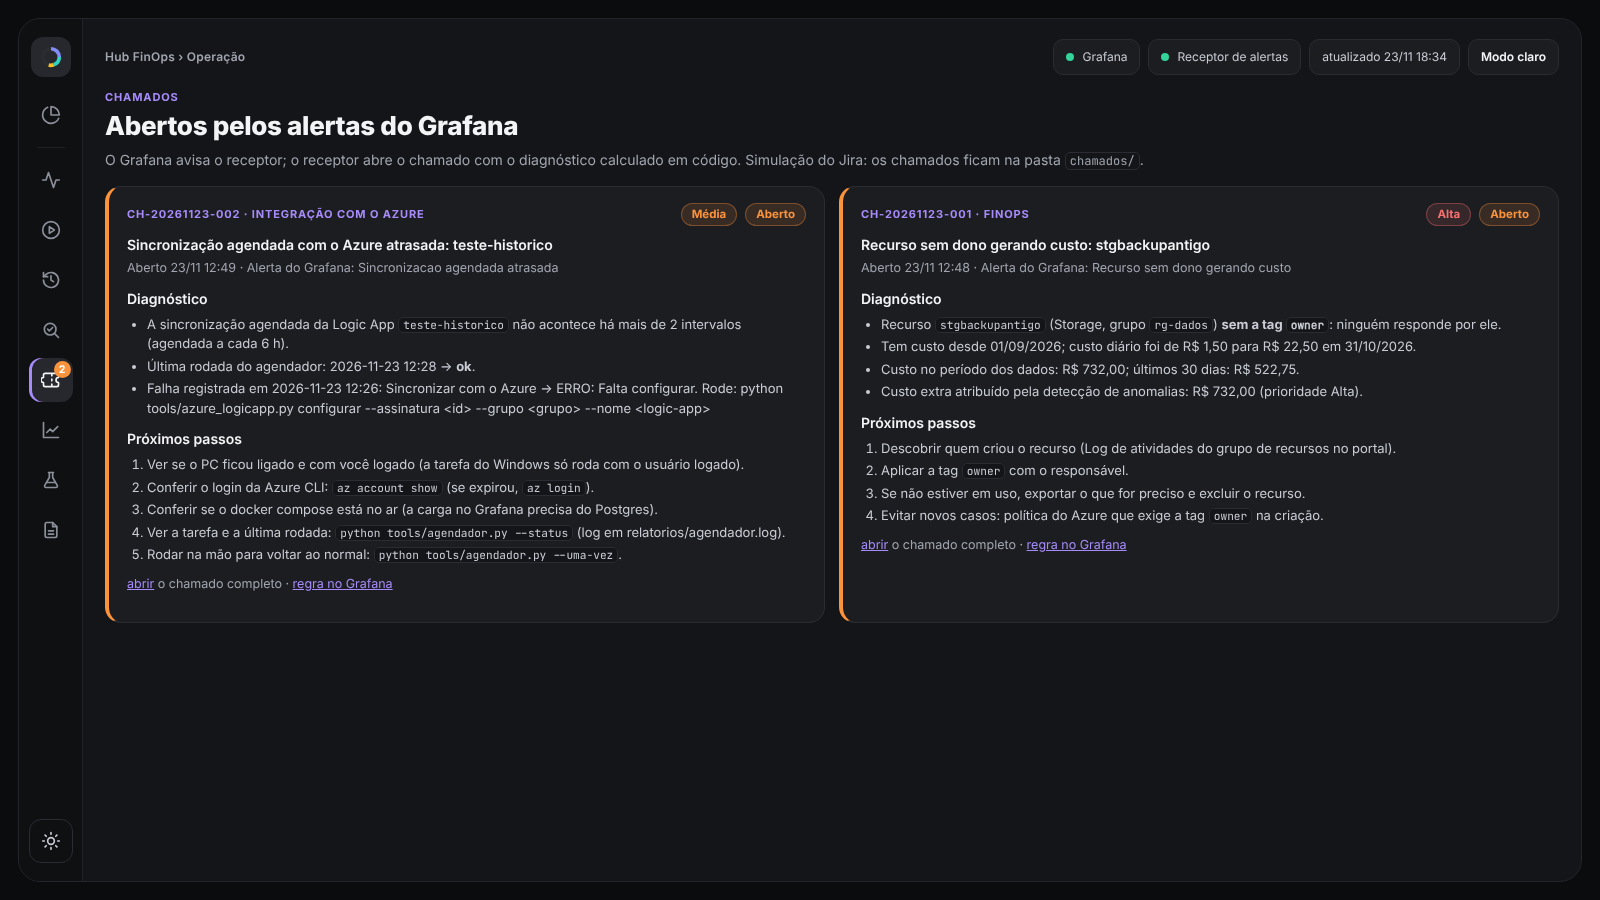 Hub FinOps › Operação
Grafana
Receptor de alertas
atualizado 23/11 18:34
Modo claro
CHAMADOS
Abertos pelos alertas do Grafana
O Grafana avisa o receptor; o receptor abre o chamado com o diagnóstico calculado em código. Simulação do Jira: os chamados ficam na pasta chamados/.
2
CH-20261123-002 · INTEGRAÇÃO COM O AZURE
Média
Aberto
Sincronização agendada com o Azure atrasada: teste-historico
Aberto 23/11 12:49 · Alerta do Grafana: Sincronizacao agendada atrasada
Diagnóstico
• A sincronização agendada da Logic App teste-historico não acontece há mais de 2 intervalos
(agendada a cada 6 h).
• Última rodada do agendador: 2026-11-23 12:28 → ok.
• Falha registrada em 2026-11-23 12:26: Sincronizar com o Azure → ERRO: Falta configurar. Rode: python
tools/azure_logicapp.py configurar --assinatura <id> --grupo <grupo> --nome <logic-app>
Próximos passos
1. Ver se o PC ficou ligado e com você logado (a tarefa do Windows só roda com o usuário logado).
2. Conferir o login da Azure CLI: az account show (se expirou, az login ).
3. Conferir se o docker compose está no ar (a carga no Grafana precisa do Postgres).
4. Ver a tarefa e a última rodada: python tools/agendador.py --status (log em relatorios/agendador.log).
5. Rodar na mão para voltar ao normal: python tools/agendador.py --uma-vez .
abrir o chamado completo · regra no Grafana
CH-20261123-001 · FINOPS
Alta
Aberto
Recurso sem dono gerando custo: stgbackupantigo
Aberto 23/11 12:48 · Alerta do Grafana: Recurso sem dono gerando custo
Diagnóstico
• Recurso stgbackupantigo (Storage, grupo rg-dados ) sem a tag owner : ninguém responde por ele.
• Tem custo desde 01/09/2026; custo diário foi de R$ 1,50 para R$ 22,50 em 31/10/2026.
• Custo no período dos dados: R$ 732,00; últimos 30 dias: R$ 522,75.
• Custo extra atribuído pela detecção de anomalias: R$ 732,00 (prioridade Alta).
Próximos passos
1. Descobrir quem criou o recurso (Log de atividades do grupo de recursos no portal).
2. Aplicar a tag owner com o responsável.
3. Se não estiver em uso, exportar o que for preciso e excluir o recurso.
4. Evitar novos casos: política do Azure que exige a tag owner na criação.
abrir o chamado completo · regra no Grafana